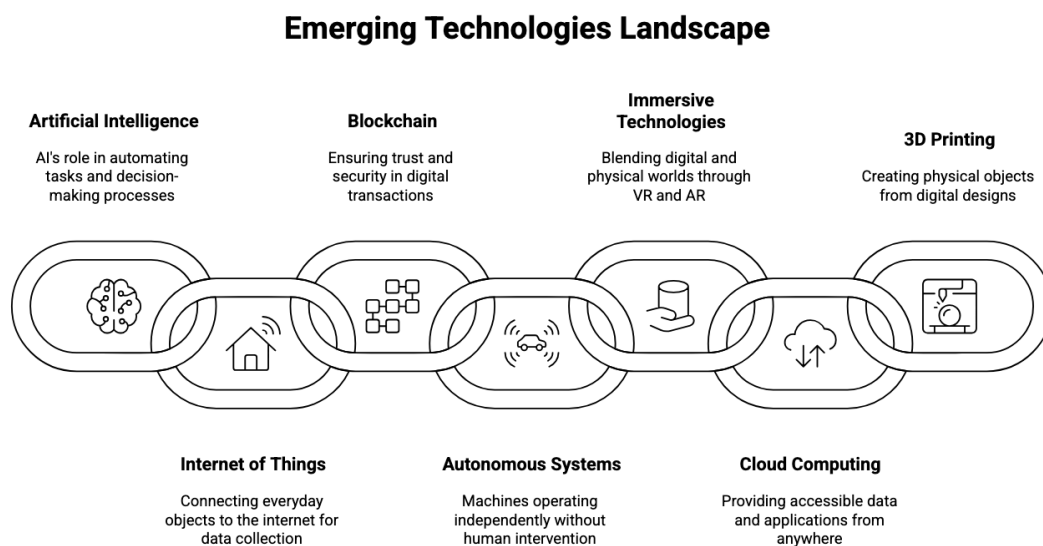 Emerging Technologies Landscape
Artificial Intelligence
AI's role in automating
tasks and decision-
making processes
Blockchain
Ensuring trust and
security in digital
transactions
Immersive
Technologies
Blending digital and
physical worlds through
VR and AR
3D Printing
Creating physical objects
from digital designs
Internet of Things
Connecting everyday
objects to the internet for
data collection
Autonomous Systems
Machines operating
independently without
human intervention
Cloud Computing
Providing accessible data
and applications from
anywhere